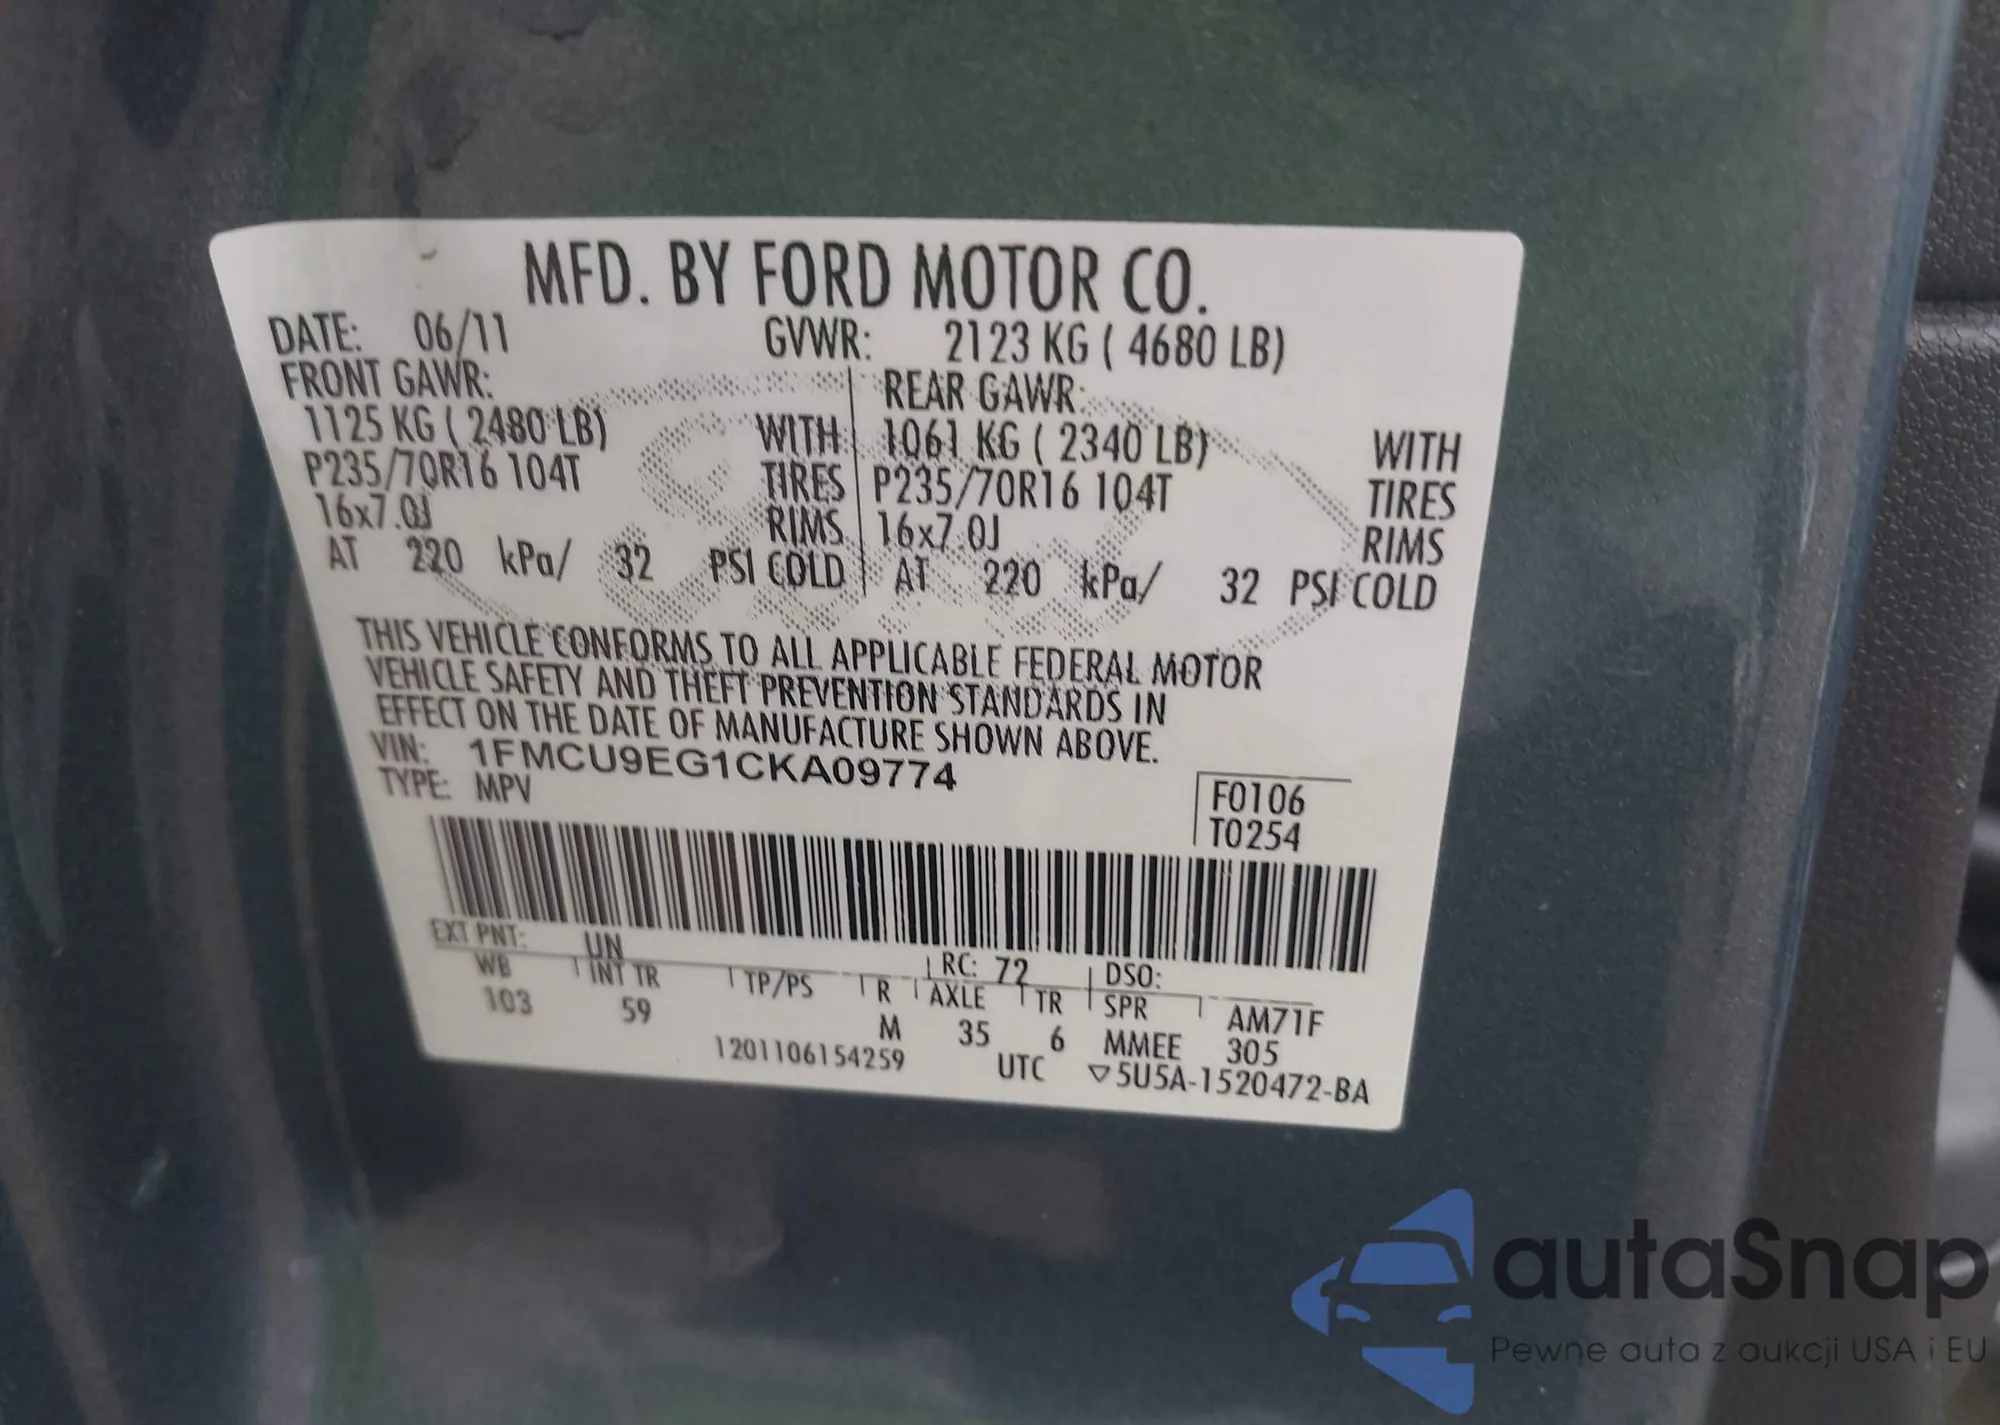 MFD. BY FORD MOTOR CO.
DATE: 06/11 GVWR: 2123 KG ( 4680 LB)
FRONT GAWR: REAR GAWR:
1125 KG ( 2480 LB) WITH 1061 KG ( 2340 LB) WITH
P235/70R16 104T TIRES P235/70R16 104T TIRES
16x7.0J RIMS 16x7.0J RIMS
AT 220 kPa/ 32 PSI COLD AT 220 kPa/ 32 PSI COLD
THIS VEHICLE CONFORMS TO ALL APPLICABLE FEDERAL MOTOR
VEHICLE SAFETY AND THEFT PREVENTION STANDARDS IN
EFFECT ON THE DATE OF MANUFACTURE SHOWN ABOVE.
VIN: 1FMCU9EG1CKA09774
TYPE: MPV
F0106
T0254
EXT PNT: UN RC: 72 DSO:
WB INT TR TP/PS R AXLE TR SPR AM71F
103 59 M 35 6 MMEE 305
1201106154259 UTC ▽5U5A-1520472-BA
autaSnap
Pewne auta z aukcji USA i EU